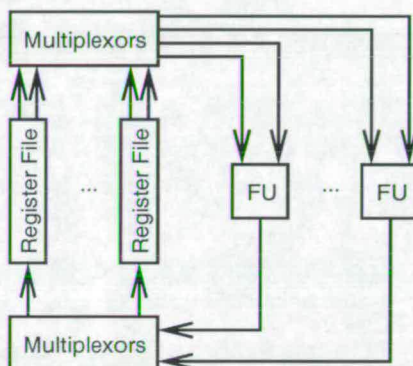 Multiplexors
Register File
...
Register File
FU
...
FU
Multiplexors